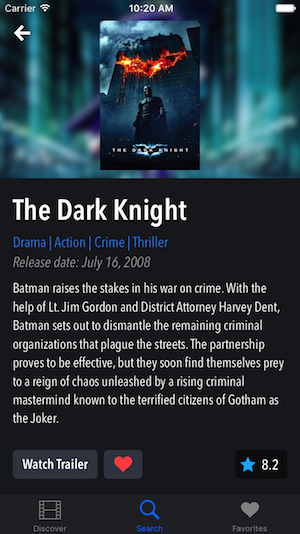 Carrier 10:20 AM
THE DARK KNIGHT
The Dark Knight
Drama | Action | Crime | Thriller
Release date: July 16, 2008
Batman raises the stakes in his war on crime. With the
help of Lt. Jim Gordon and District Attorney Harvey Dent,
Batman sets out to dismantle the remaining criminal
organizations that plague the streets. The partnership
proves to be effective, but they soon find themselves prey
to a reign of chaos unleashed by a rising criminal
mastermind known to the terrified citizens of Gotham as
the Joker.
Watch Trailer 8.2
Discover Search Favorites